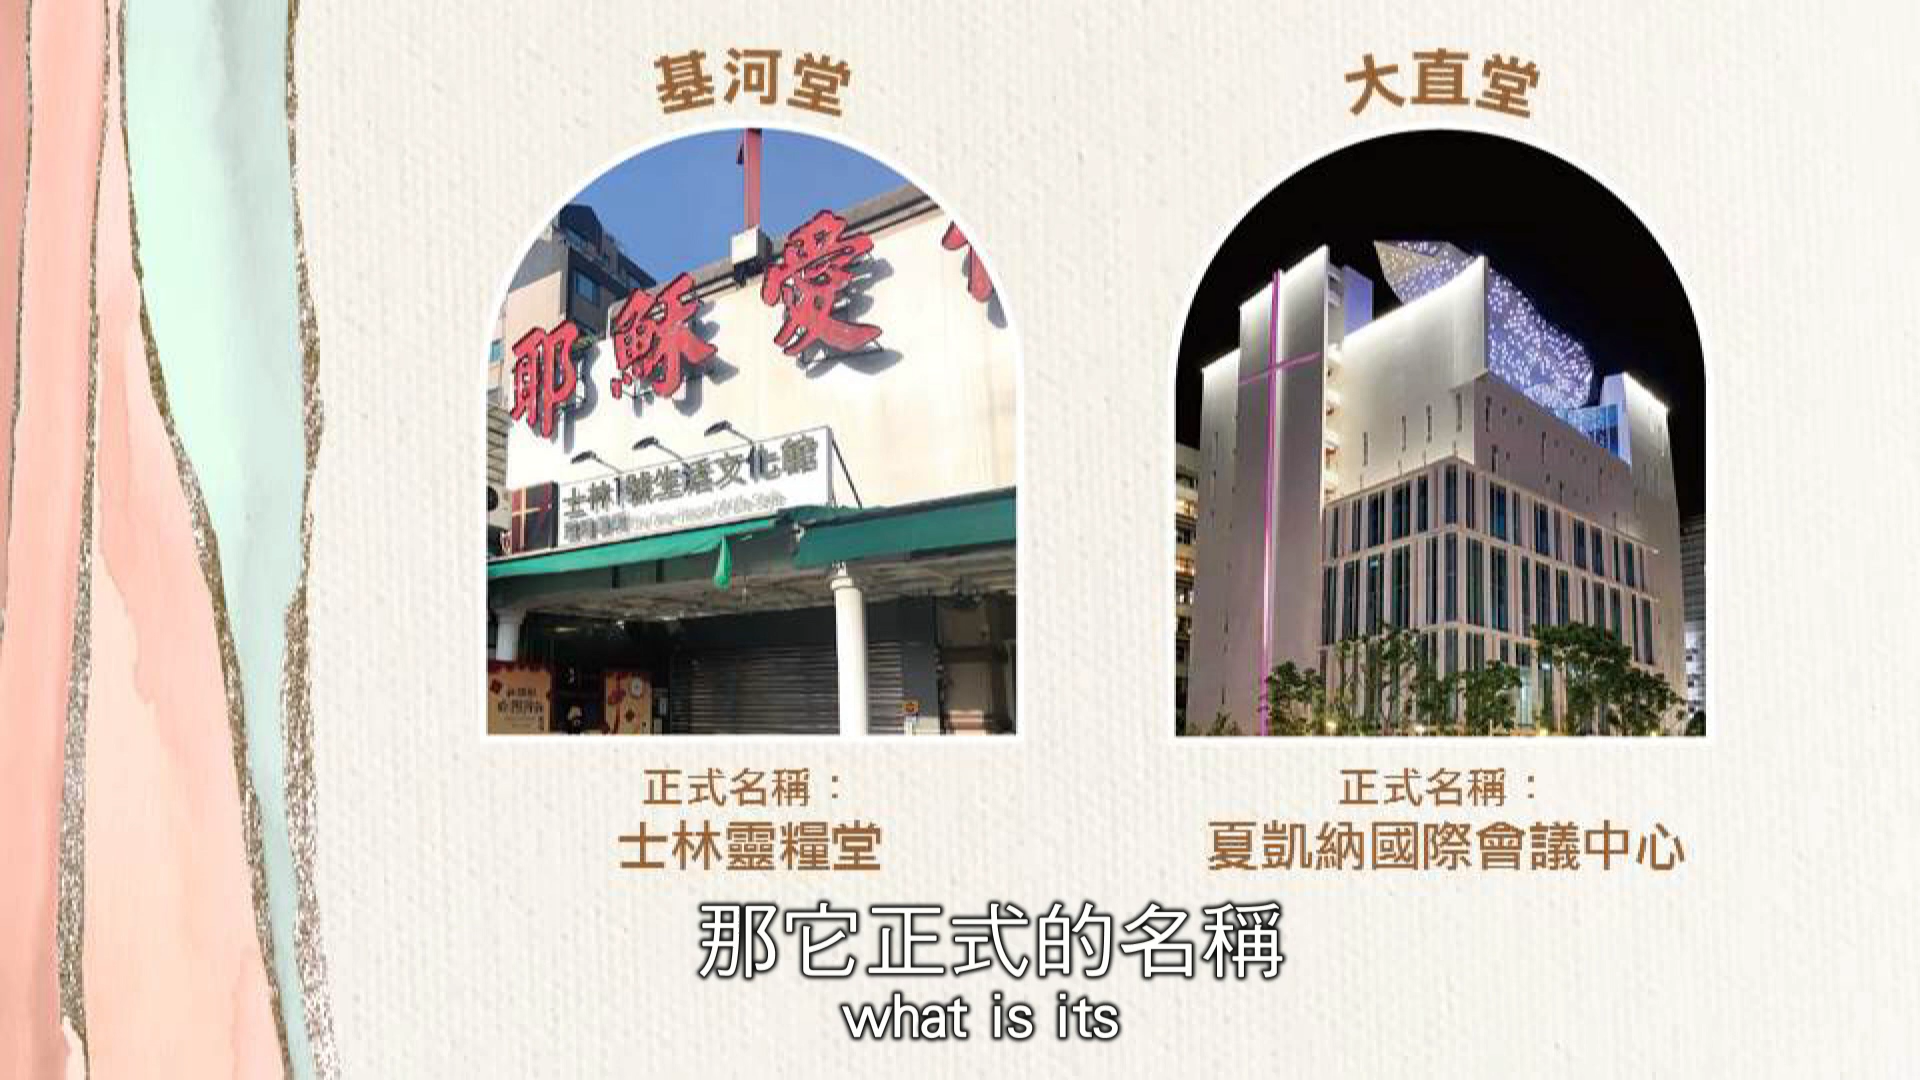 基河堂
大直堂
耶穌愛
士林1號生活文化館
正式名稱：
士林靈糧堂
正式名稱：
夏凱納國際會議中心
那它正式的名稱
what is its